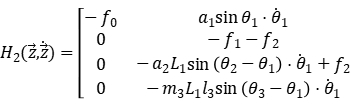 H₂(z⃗,ż⃗) = [ −f₀  a₁sin θ₁ · θ̇₁
0  −f₁ − f₂
0  −a₂L₁sin (θ₂ − θ₁) · θ̇₁ + f₂
0  −m₃L₁l₃sin (θ₃ − θ₁) · θ̇₁